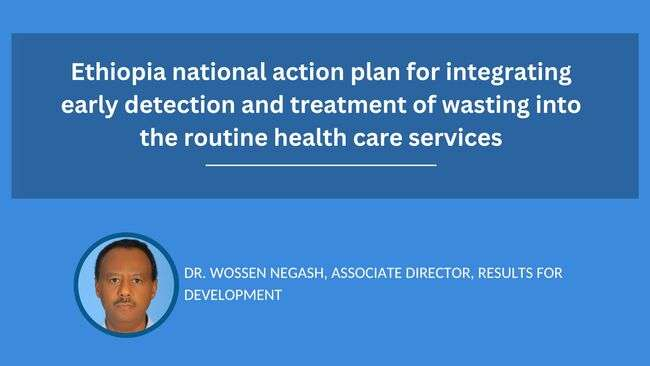 Ethiopia national action plan for integrating
early detection and treatment of wasting into
the routine health care services
DR. WOSSEN NEGASH, ASSOCIATE DIRECTOR, RESULTS FOR
DEVELOPMENT